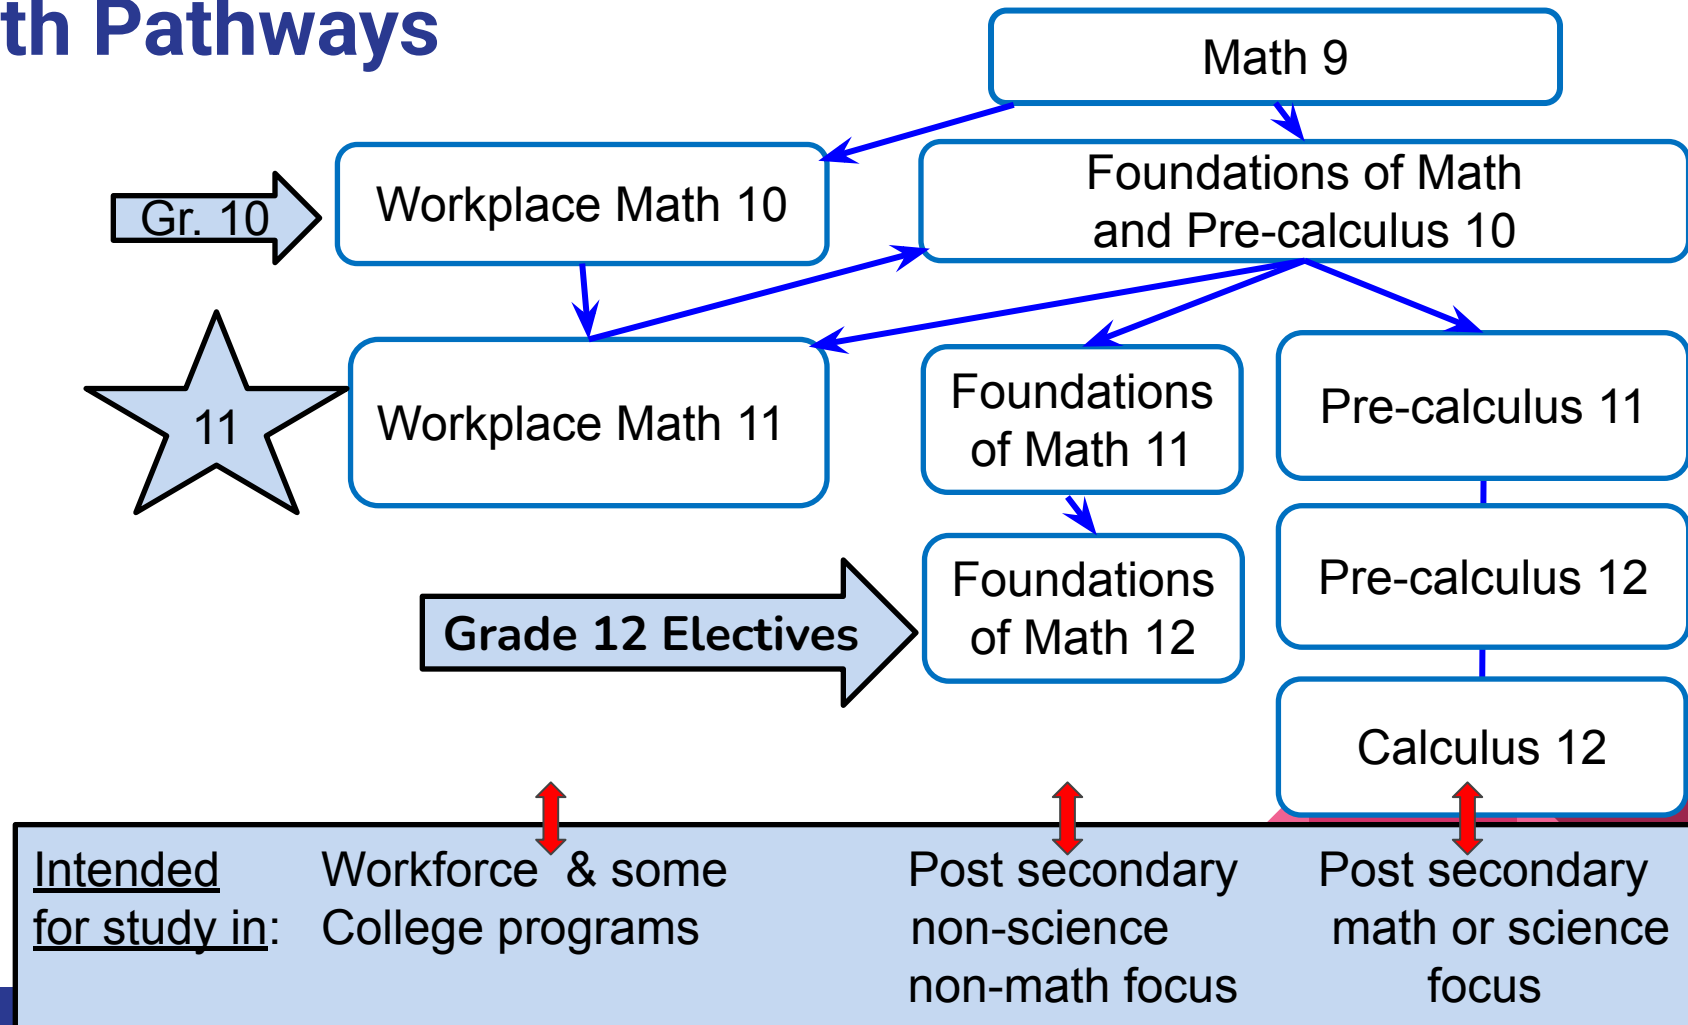 th Pathways
Math 9
Gr. 10
Workplace Math 10
Foundations of Math
and Pre-calculus 10
11
Workplace Math 11
Foundations
of Math 11
Pre-calculus 11
Grade 12 Electives
Foundations
of Math 12
Pre-calculus 12
Calculus 12
Intended
for study in:
Workforce & some
College programs
Post secondary
non-science
non-math focus
Post secondary
math or science
focus